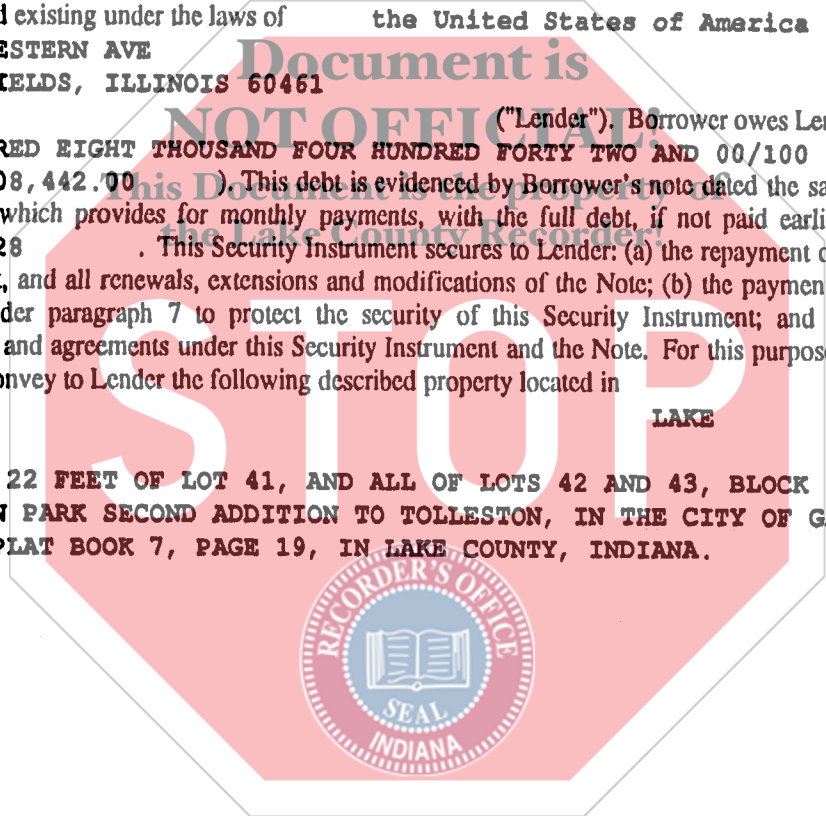 existing under the laws of the United States of America
ESTERN AVE
Document is
IELDS, ILLINOIS 60461
("Lender"). Borrower owes Len
NOT OFFICIAL!
RED EIGHT THOUSAND FOUR HUNDRED FORTY TWO AND 00/100
08,442.00 ). This debt is evidenced by Borrower's note dated the sa
This Document is the property of
which provides for monthly payments, with the full debt, if not paid earli
the Lake County Recorder!
28 . This Security Instrument secures to Lender: (a) the repayment o
, and all renewals, extensions and modifications of the Note; (b) the paymen
der paragraph 7 to protect the security of this Security Instrument; and
and agreements under this Security Instrument and the Note. For this purpose
onvey to Lender the following described property located in
STOP
LAKE
22 FEET OF LOT 41, AND ALL OF LOTS 42 AND 43, BLOCK
N PARK SECOND ADDITION TO TOLLESTON, IN THE CITY OF G
PLAT BOOK 7, PAGE 19, IN LAKE COUNTY, INDIANA.
RECORDER'S OFFICE
SEAL
INDIANA